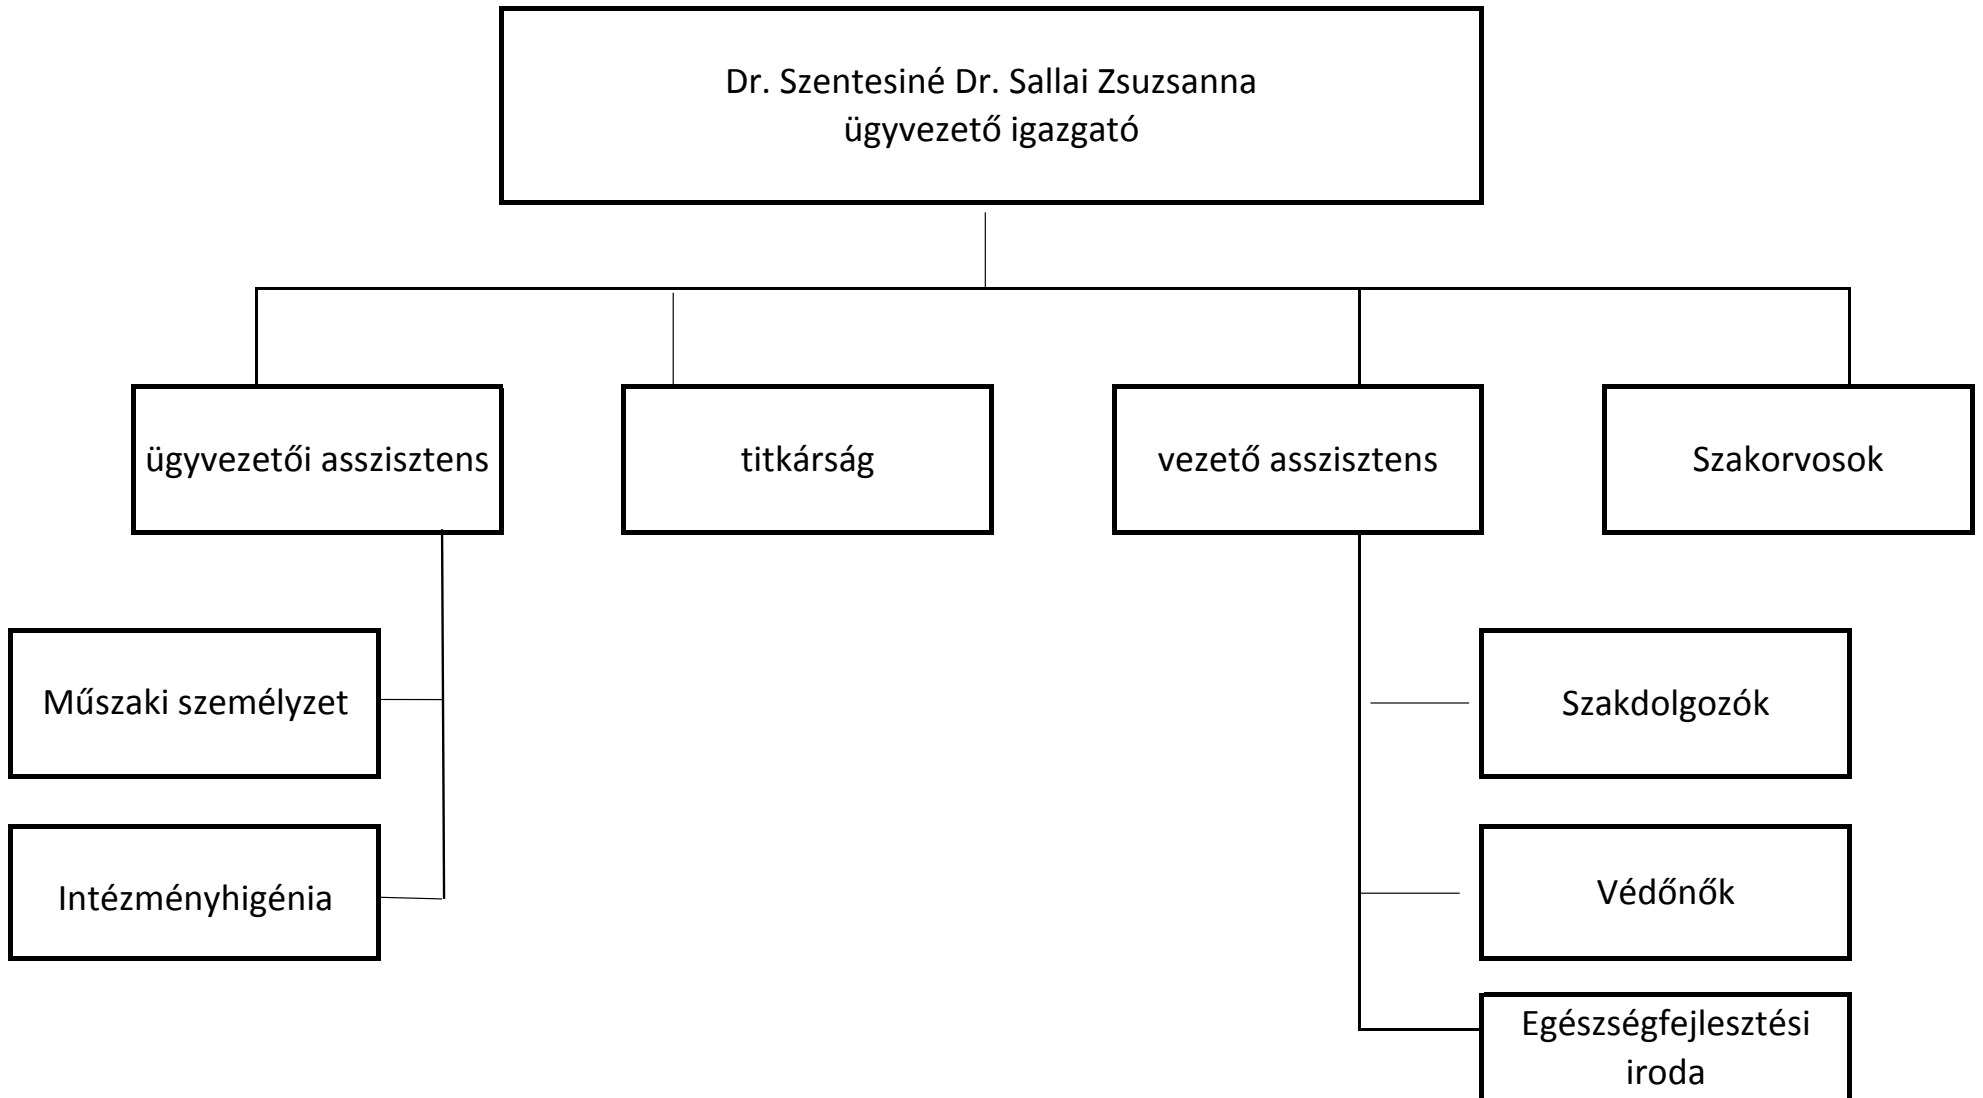 Dr. Szentesiné Dr. Sallai Zsuzsanna
ügyvezető igazgató
ügyvezetői asszisztens
titkárság
vezető asszisztens
Szakorvosok
Műszaki személyzet
Szakdolgozók
Intézményhigénia
Védőnők
Egészségfejlesztési
iroda